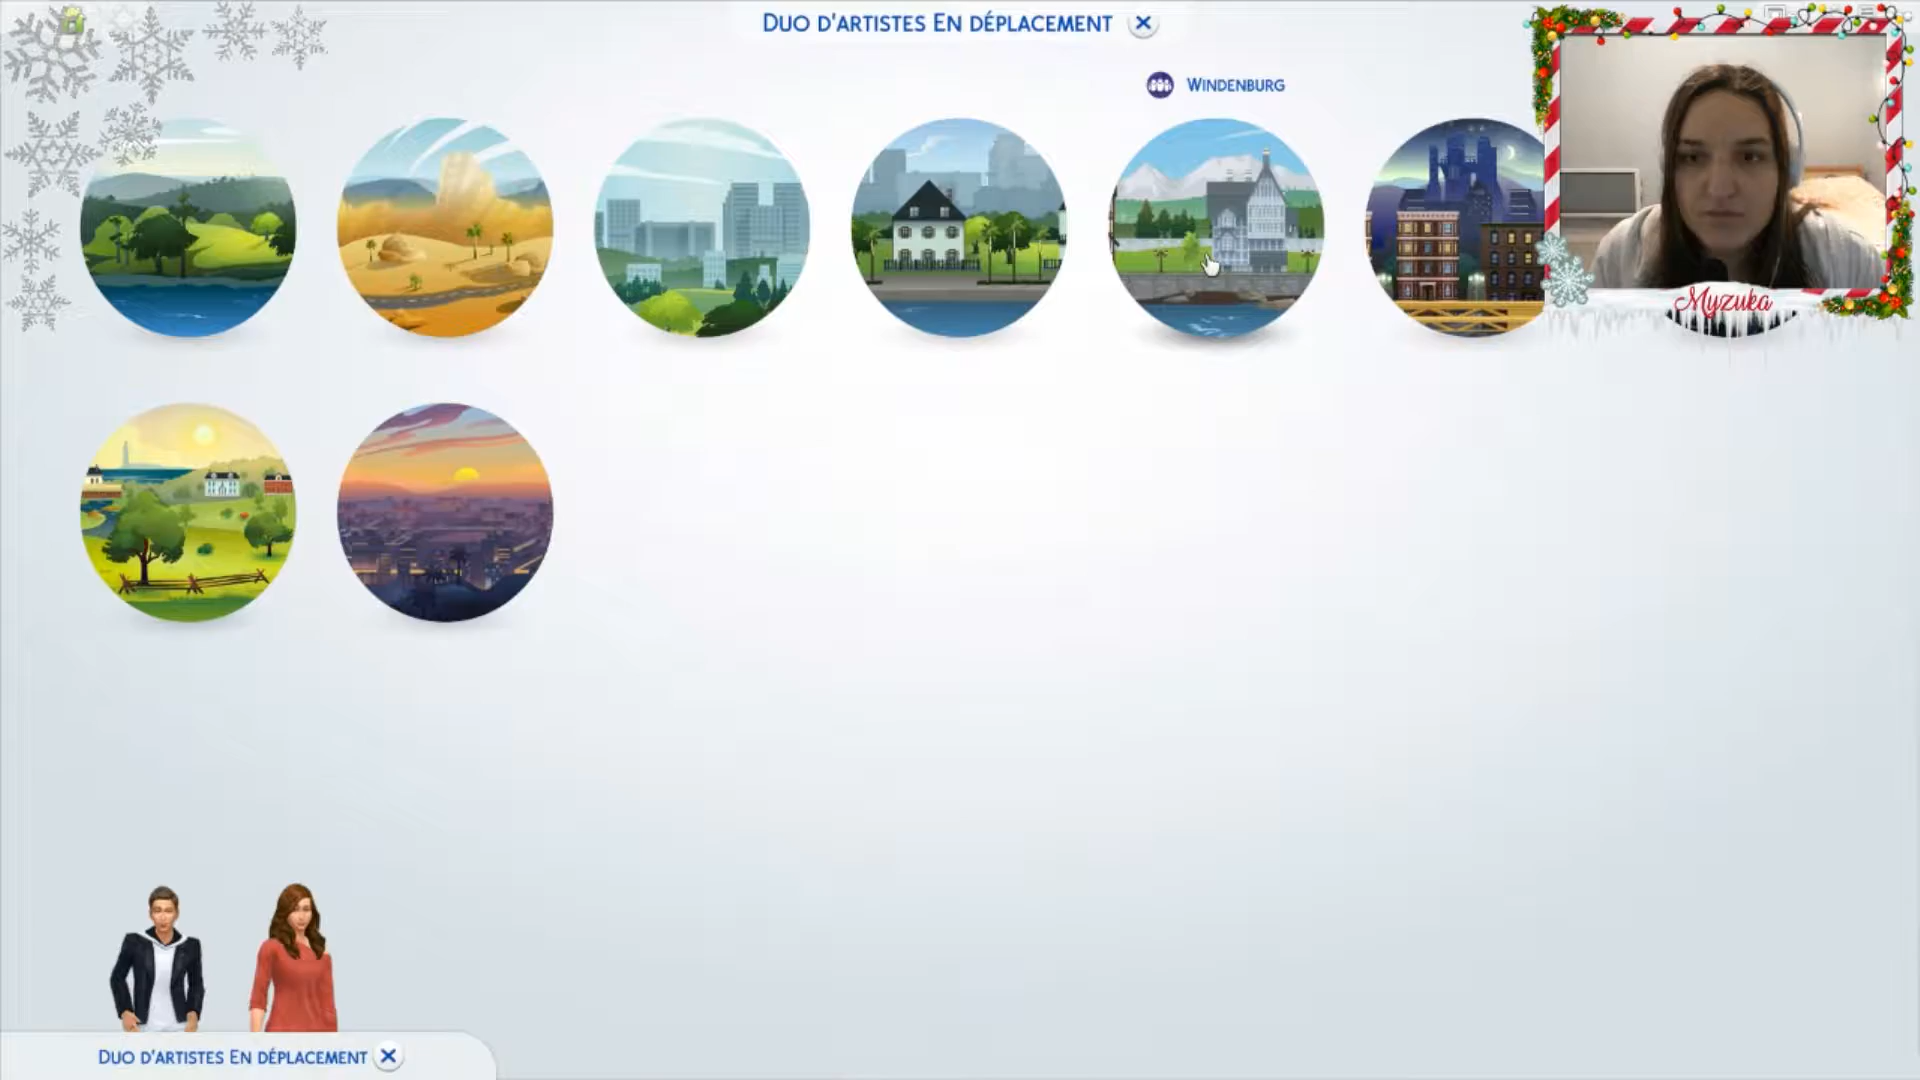 DUO D'ARTISTES EN DÉPLACEMENT
WINDENBURG
Myzuka
DUO D'ARTISTES EN DÉPLACEMENT